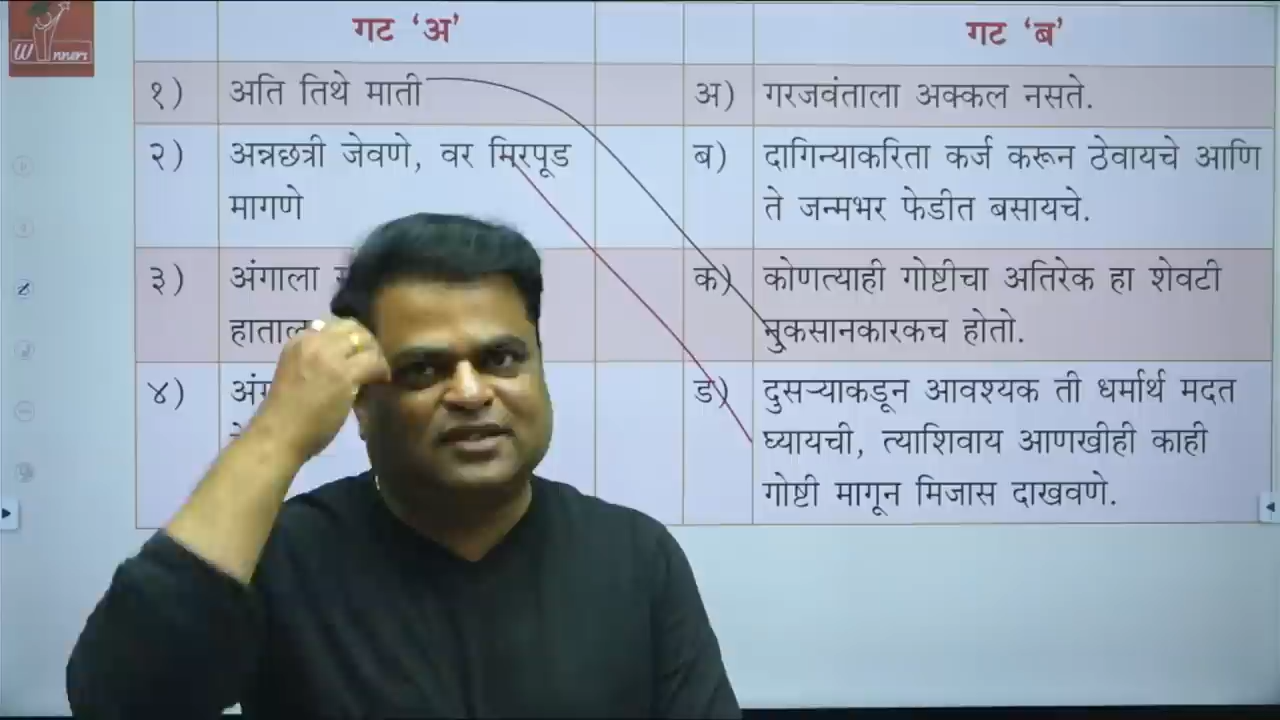 Winners
गट ‘अ’
गट ‘ब’
१) अति तिथे माती
अ) गरजवंताला अक्कल नसते.
२) अन्नछत्री जेवणे, वर मिरपूड
मागणे
ब) दागिन्याकरिता कर्ज करून ठेवायचे आणि
ते जन्मभर फेडीत बसायचे.
३) अंगाला
क) कोणत्याही गोष्टीचा अतिरेक हा शेवटी
नुकसानकारकच होतो.
४)
ड) दुसऱ्याकडून आवश्यक ती धर्मार्थ मदत
घ्यायची, त्याशिवाय आणखीही काही
गोष्टी मागून मिजास दाखवणे.